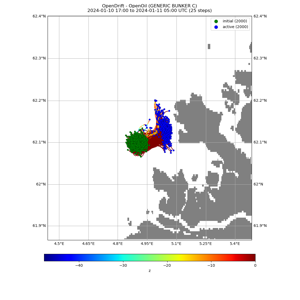 OpenDrift - OpenOil (GENERIC BUNKER C)
2024-01-10 17:00 to 2024-01-11 05:00 UTC (25 steps)
62.4°N 62.4°N
initial (2000)
active (2000)
62.3°N 62.3°N
62.2°N 62.2°N
62.1°N 62.1°N
62°N 62°N
61.9°N 61.9°N
4.5°E 4.65°E 4.8°E 4.95°E 5.1°E 5.25°E 5.4°E
−40 −30 −20 −10 0
z